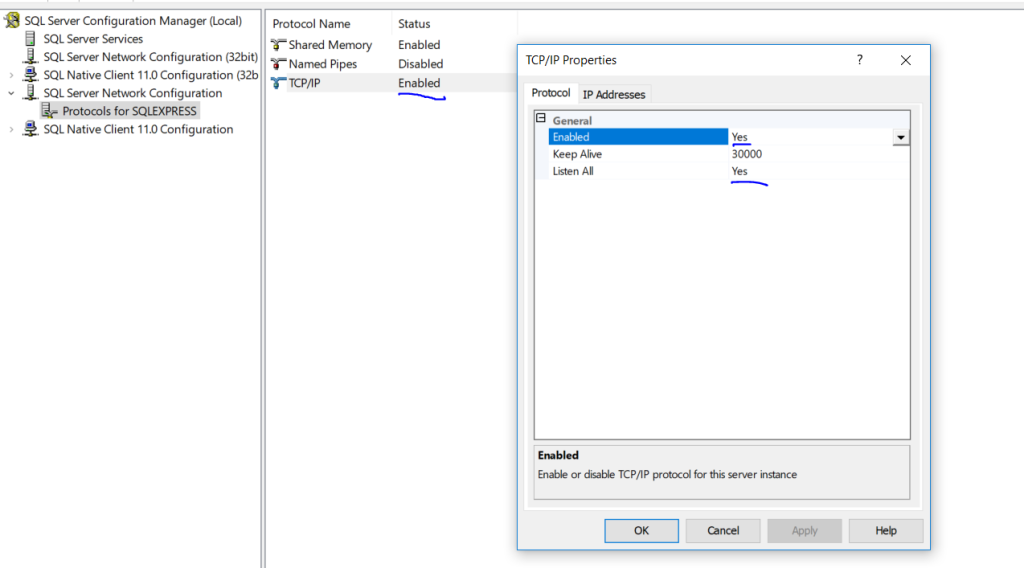 SQL Server Configuration Manager (Local)
SQL Server Services
SQL Server Network Configuration (32bit)
SQL Native Client 11.0 Configuration (32b
SQL Server Network Configuration
Protocols for SQLEXPRESS
SQL Native Client 11.0 Configuration
Protocol Name Status
Shared Memory Enabled
Named Pipes Disabled
TCP/IP Enabled
TCP/IP Properties
Protocol IP Addresses
General
Enabled Yes
Keep Alive 30000
Listen All Yes
Enabled
Enable or disable TCP/IP protocol for this server instance
OK Cancel Apply Help